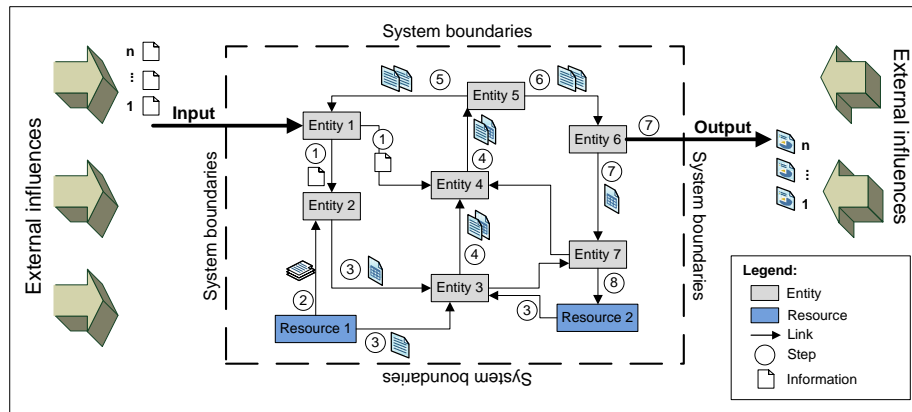 System boundaries
External influences
n
...
1
Input
5
6
Entity 5
Entity 1
Entity 6
7
Output
1
1
4
7
n
...
1
Entity 2
Entity 4
3
4
Entity 7
2
Entity 3
3
8
Resource 1
3
Resource 2
System boundaries
System boundaries
System boundaries
External influences
Legend:
Entity
Resource
Link
Step
Information